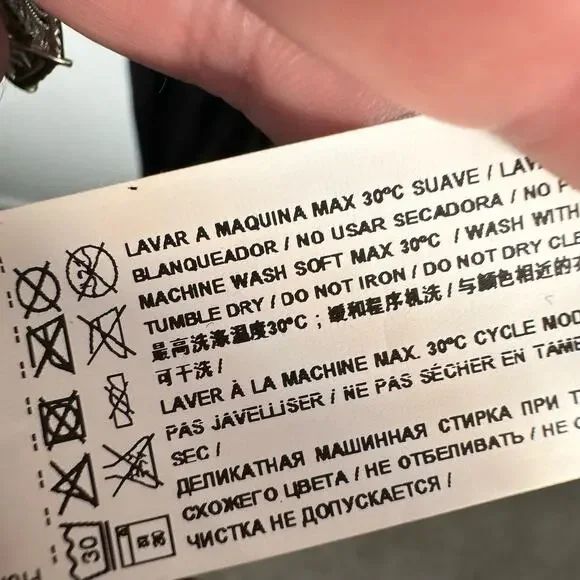 LAVAR A MAQUINA MAX 30ºC SUAVE /
BLANQUEADOR / NO USAR SECADORA / NO
MACHINE WASH SOFT MAX 30ºC / WASH WITH
TUMBLE DRY / DO NOT IRON / DO NOT DRY
最高洗涤温度30ºC；缓和程序机洗 / 与颜色相近的
可干洗 /
LAVER À LA MACHINE MAX. 30ºC CYCLE
PAS JAVELLISER / NE PAS SÉCHER EN
SEC /
ДЕЛИКАТНАЯ МАШИННАЯ СТИРКА ПРИ
СХОЖЕГО ЦВЕТА / НЕ ОТБЕЛИВАТЬ / НЕ
ЧИСТКА НЕ ДОПУСКАЕТСЯ /
30